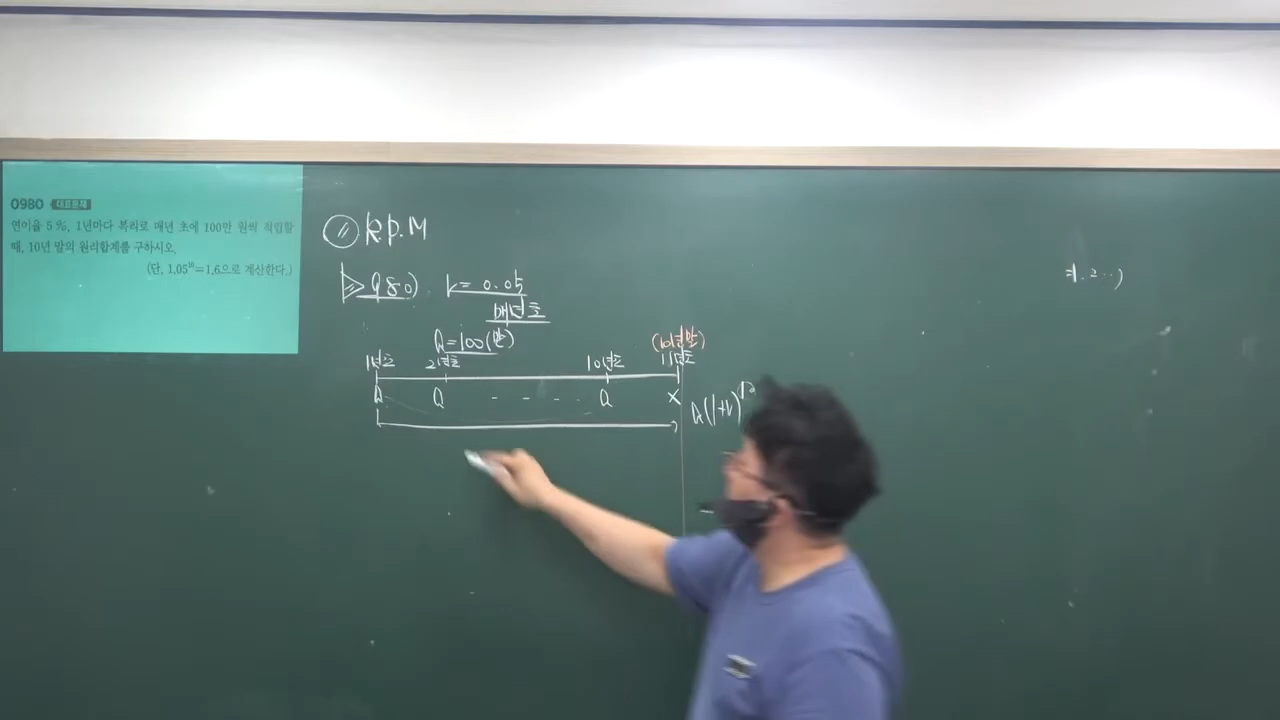 0980 대표문제
연이율 5 %, 1년마다 복리로 매년 초에 100만 원씩 적립할
때, 10년 말의 원리합계를 구하시오.
(단, 1.05¹⁰=1.6으로 계산한다.)
R.P.M
980) r = 0.05
매년초
a=100(만)
1년초 2년초 10년초 (10년말) 11년초
a a - - - - a X
a(1+r)¹⁰
=1.2...)